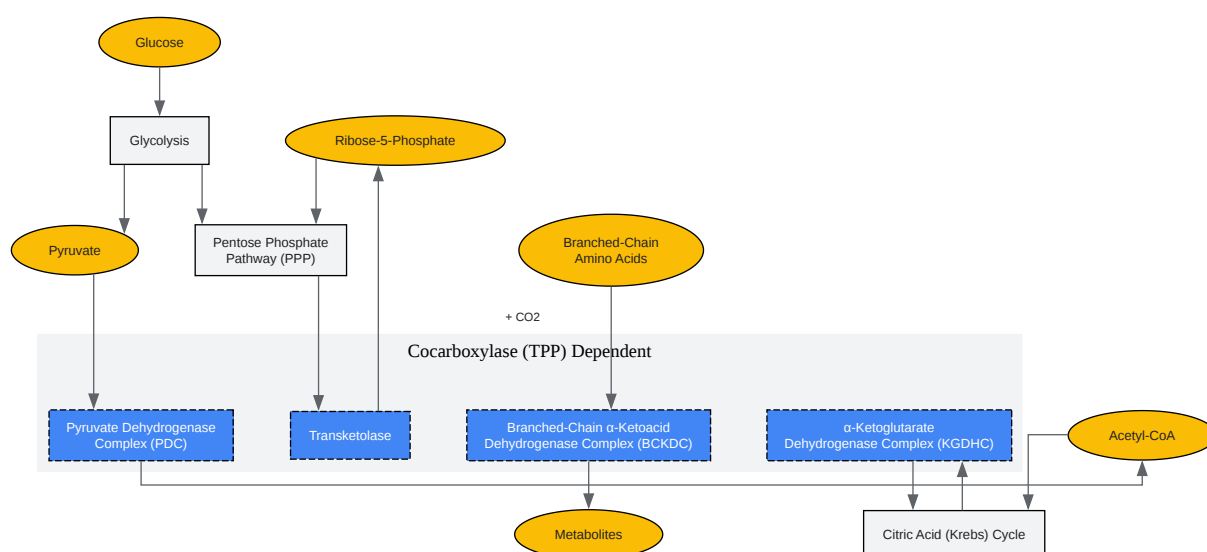 Glucose
Glycolysis
Ribose-5-Phosphate
Pyruvate
Pentose Phosphate
Pathway (PPP)
Branched-Chain
Amino Acids
+ CO2
Cocarboxylase (TPP) Dependent
Pyruvate Dehydrogenase
Complex (PDC)
Transketolase
Branched-Chain α-Ketoacid
Dehydrogenase Complex (BCKDC)
α-Ketoglutarate
Dehydrogenase Complex (KGDHC)
Acetyl-CoA
Metabolites
Citric Acid (Krebs) Cycle